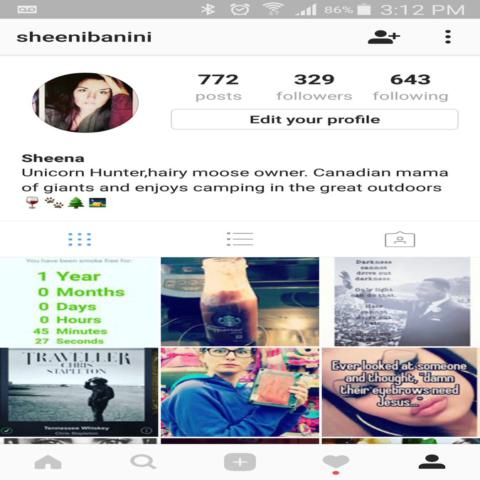 86% 3:12 PM
sheenibanini
772 329 643
posts followers following
Edit your profile
Sheena
Unicorn Hunter,hairy moose owner. Canadian mama
of giants and enjoys camping in the great outdoors
You have been smoke free for:
1 Year
0 Months
0 Days
0 Hours
45 Minutes
27 Seconds
Darkness
cannot
drive out
darkness.
Only light
can do that.
Hate
TRAVELLER
CHRIS
STAPLETON
Tennessee Whiskey
Chris Stapleton
Ever looked at someone
and thought, damn
their eyebrows need
Jesus...